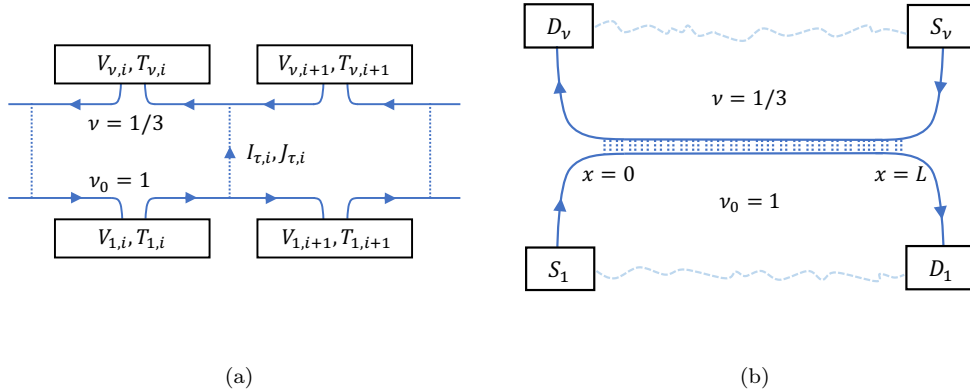 V_{ν,i}, T_{ν,i}
V_{ν,i+1}, T_{ν,i+1}
ν = 1/3
I_{τ,i}, J_{τ,i}
ν_0 = 1
V_{1,i}, T_{1,i}
V_{1,i+1}, T_{1,i+1}
(a)
D_ν
S_ν
ν = 1/3
x = 0
x = L
ν_0 = 1
S_1
D_1
(b)